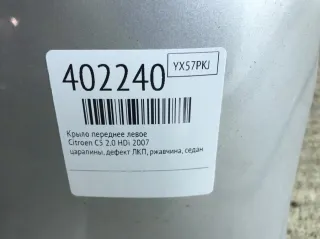 402240
YX57PKJ
Крыло переднее левое
Citroen C5 2.0 HDi 2007
царапины, дефект ЛКП, ржавчина, седан